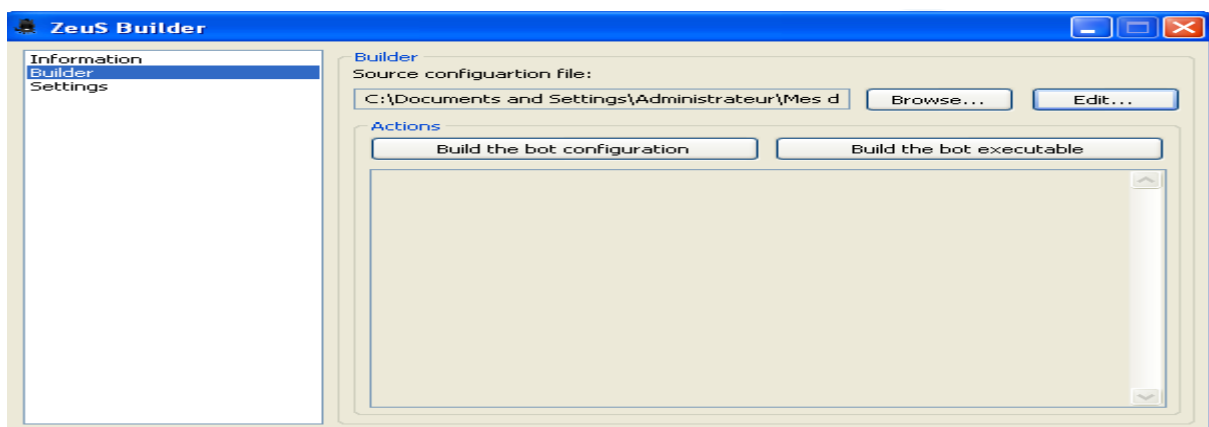 ZeuS Builder
Information
Builder
Settings
Builder
Source configuartion file:
C:\Documents and Settings\Administrateur\Mes d
Browse...
Edit...
Actions
Build the bot configuration
Build the bot executable